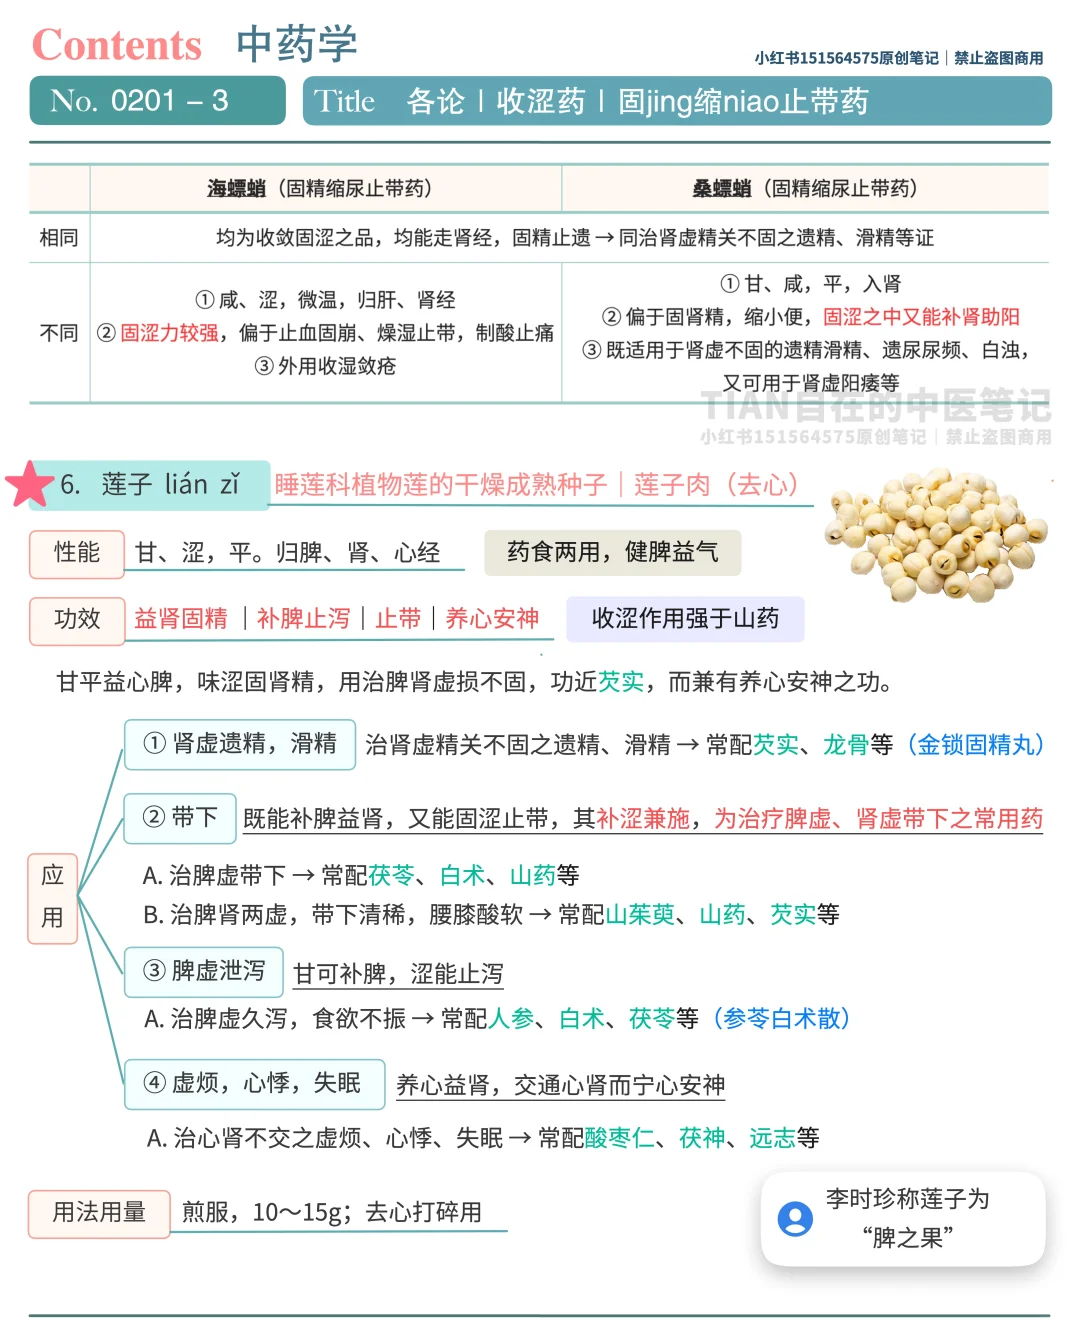 Contents 中药学
小红书151564575原创笔记｜禁止盗图商用
No. 0201 – 3
Title 各论｜收涩药｜固jing缩niao止带药
海螵蛸（固精缩尿止带药） 桑螵蛸（固精缩尿止带药）
相同 均为收敛固涩之品，均能走肾经，固精止遗→同治肾虚精关不固之遗精、滑精等证
不同
① 咸、涩，微温，归肝、肾经
② 固涩力较强，偏于止血固崩、燥湿止带，制酸止痛
③ 外用收湿敛疮
① 甘、咸，平，入肾
② 偏于固肾精，缩小便，固涩之中又能补肾助阳
③ 既适用于肾虚不固的遗精滑精、遗尿尿频、白浊，
又可用于肾虚阳痿等
TIAN自在的中医笔记
小红书151564575原创笔记｜禁止盗图商用
6. 莲子 lián zǐ 睡莲科植物莲的干燥成熟种子｜莲子肉（去心）
性能 甘、涩，平。归脾、肾、心经 药食两用，健脾益气
功效 益肾固精｜补脾止泻｜止带｜养心安神 收涩作用强于山药
甘平益心脾，味涩固肾精，用治脾肾虚损不固，功近芡实，而兼有养心安神之功。
应用
① 肾虚遗精，滑精 治肾虚精关不固之遗精、滑精→常配芡实、龙骨等（金锁固精丸）
② 带下 既能补脾益肾，又能固涩止带，其补涩兼施，为治疗脾虚、肾虚带下之常用药
A. 治脾虚带下→常配茯苓、白术、山药等
B. 治脾肾两虚，带下清稀，腰膝酸软→常配山茱萸、山药、芡实等
③ 脾虚泄泻 甘可补脾，涩能止泻
A. 治脾虚久泻，食欲不振→常配人参、白术、茯苓等（参苓白术散）
④ 虚烦，心悸，失眠 养心益肾，交通心肾而宁心安神
A. 治心肾不交之虚烦、心悸、失眠→常配酸枣仁、茯神、远志等
用法用量 煎服，10～15g；去心打碎用
李时珍称莲子为
“脾之果”